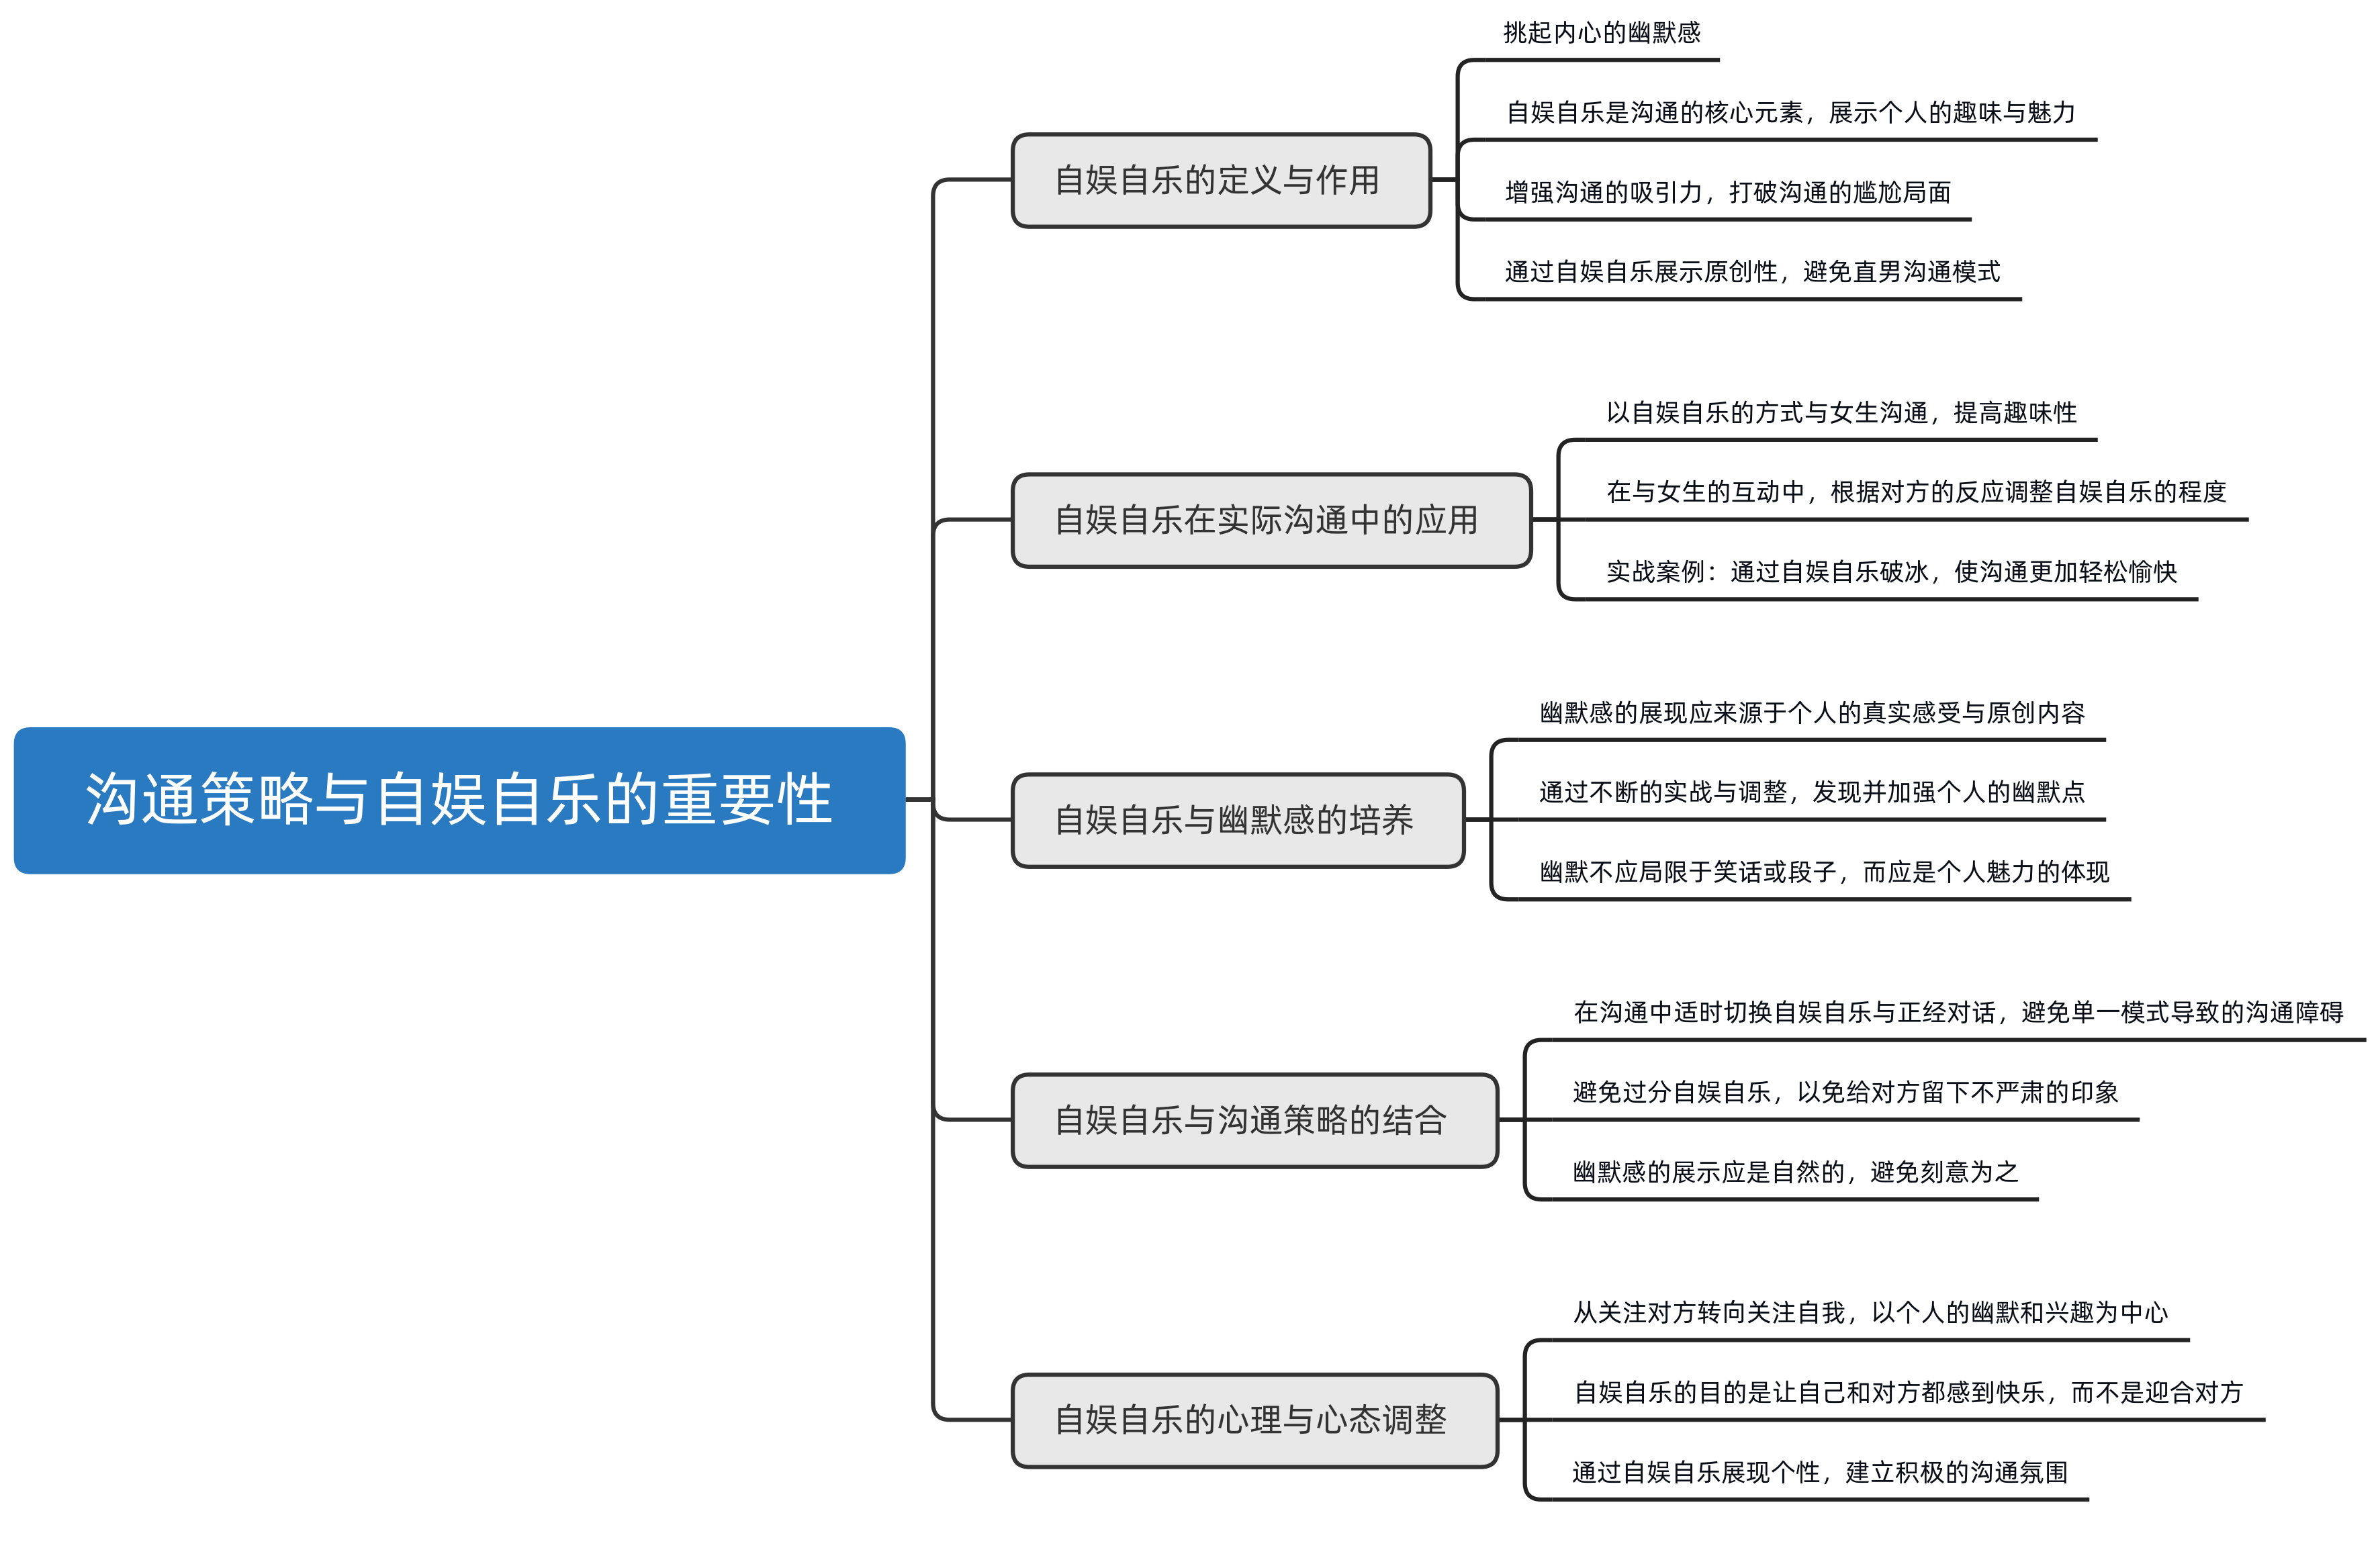 沟通策略与自娱自乐的重要性
自娱自乐的定义与作用
挑起内心的幽默感
自娱自乐是沟通的核心元素，展示个人的趣味与魅力
增强沟通的吸引力，打破沟通的尴尬局面
通过自娱自乐展示原创性，避免直男沟通模式
自娱自乐在实际沟通中的应用
以自娱自乐的方式与女生沟通，提高趣味性
在与女生的互动中，根据对方的反应调整自娱自乐的程度
实战案例：通过自娱自乐破冰，使沟通更加轻松愉快
自娱自乐与幽默感的培养
幽默感的展现应来源于个人的真实感受与原创内容
通过不断的实战与调整，发现并加强个人的幽默点
幽默不应局限于笑话或段子，而应是个人魅力的体现
自娱自乐与沟通策略的结合
在沟通中适时切换自娱自乐与正经对话，避免单一模式导致的沟通障碍
避免过分自娱自乐，以免给对方留下不严肃的印象
幽默感的展示应是自然的，避免刻意为之
自娱自乐的心理与心态调整
从关注对方转向关注自我，以个人的幽默和兴趣为中心
自娱自乐的目的是让自己和对方都感到快乐，而不是迎合对方
通过自娱自乐展现个性，建立积极的沟通氛围